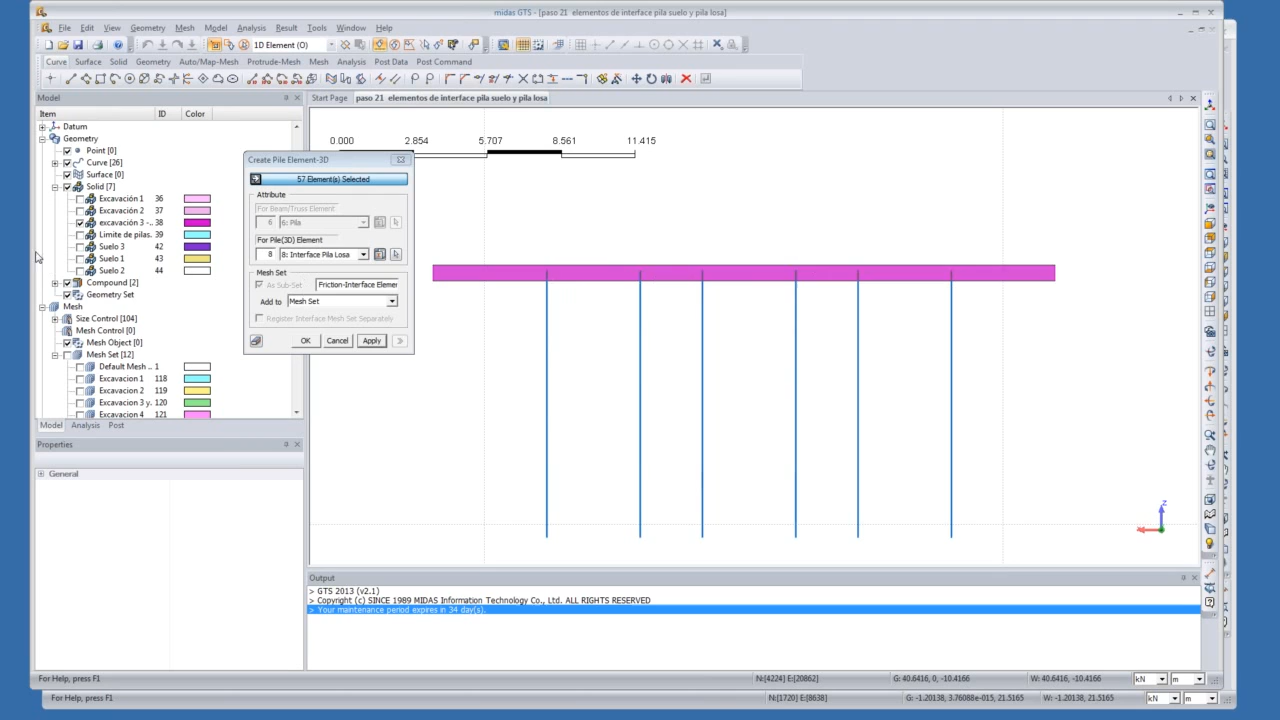 midas GTS - [paso 21 elementos de interface pila suelo y pila losa]
File Edit View Geometry Mesh Model Analysis Result Tools Window Help
1D Element (O)
Curve Surface Solid Geometry Auto/Map-Mesh Protrude-Mesh Mesh Analysis Post Data Post Command
Model
Item ID Color
Datum
Geometry
Point [0]
Curve [26]
Surface [0]
Solid [7]
Excavación 1 36
Excavación 2 37
excavación 3 -.. 38
Limite de pilas. 39
Suelo 3 42
Suelo 1 43
Suelo 2 44
Compound [2]
Geometry Set
Mesh
Size Control [104]
Mesh Control [0]
Mesh Object [0]
Mesh Set [12]
Default Mesh .. 1
Excavacion 1 118
Excavacion 2 119
Excavacion 3 y. 120
Excavacion 4 121
Model Analysis Post
Properties
General
Start Page paso 21 elementos de interface pila suelo y pila losa
0.000 2.854 5.707 8.561 11.415
Create Pile Element-3D
57 Element(s) Selected
Attribute
For Beam/Truss Element
6 6: Pila
For Pile(3D) Element
8 8: Interface Pila Losa
Mesh Set
As Sub-Set Friction-Interface Elemer
Add to Mesh Set
Register Interface Mesh Set Separately
OK Cancel Apply
Z
Output
> GTS 2013 (v2.1)
> Copyright (c) SINCE 1989 MIDAS Information Technology Co., Ltd. ALL RIGHTS RESERVED
> Your maintenance period expires in 34 day(s).
For Help, press F1 N:[4224] E:[20862] G: 40.6416, 0, -10.4166 W: 40.6416, -10.4166 kN m
For Help, press F1 N:[1720] E:[8638] G: -1.20138, 3.76088e-015, 21.5165 W: -1.20138, 21.5165 kN m